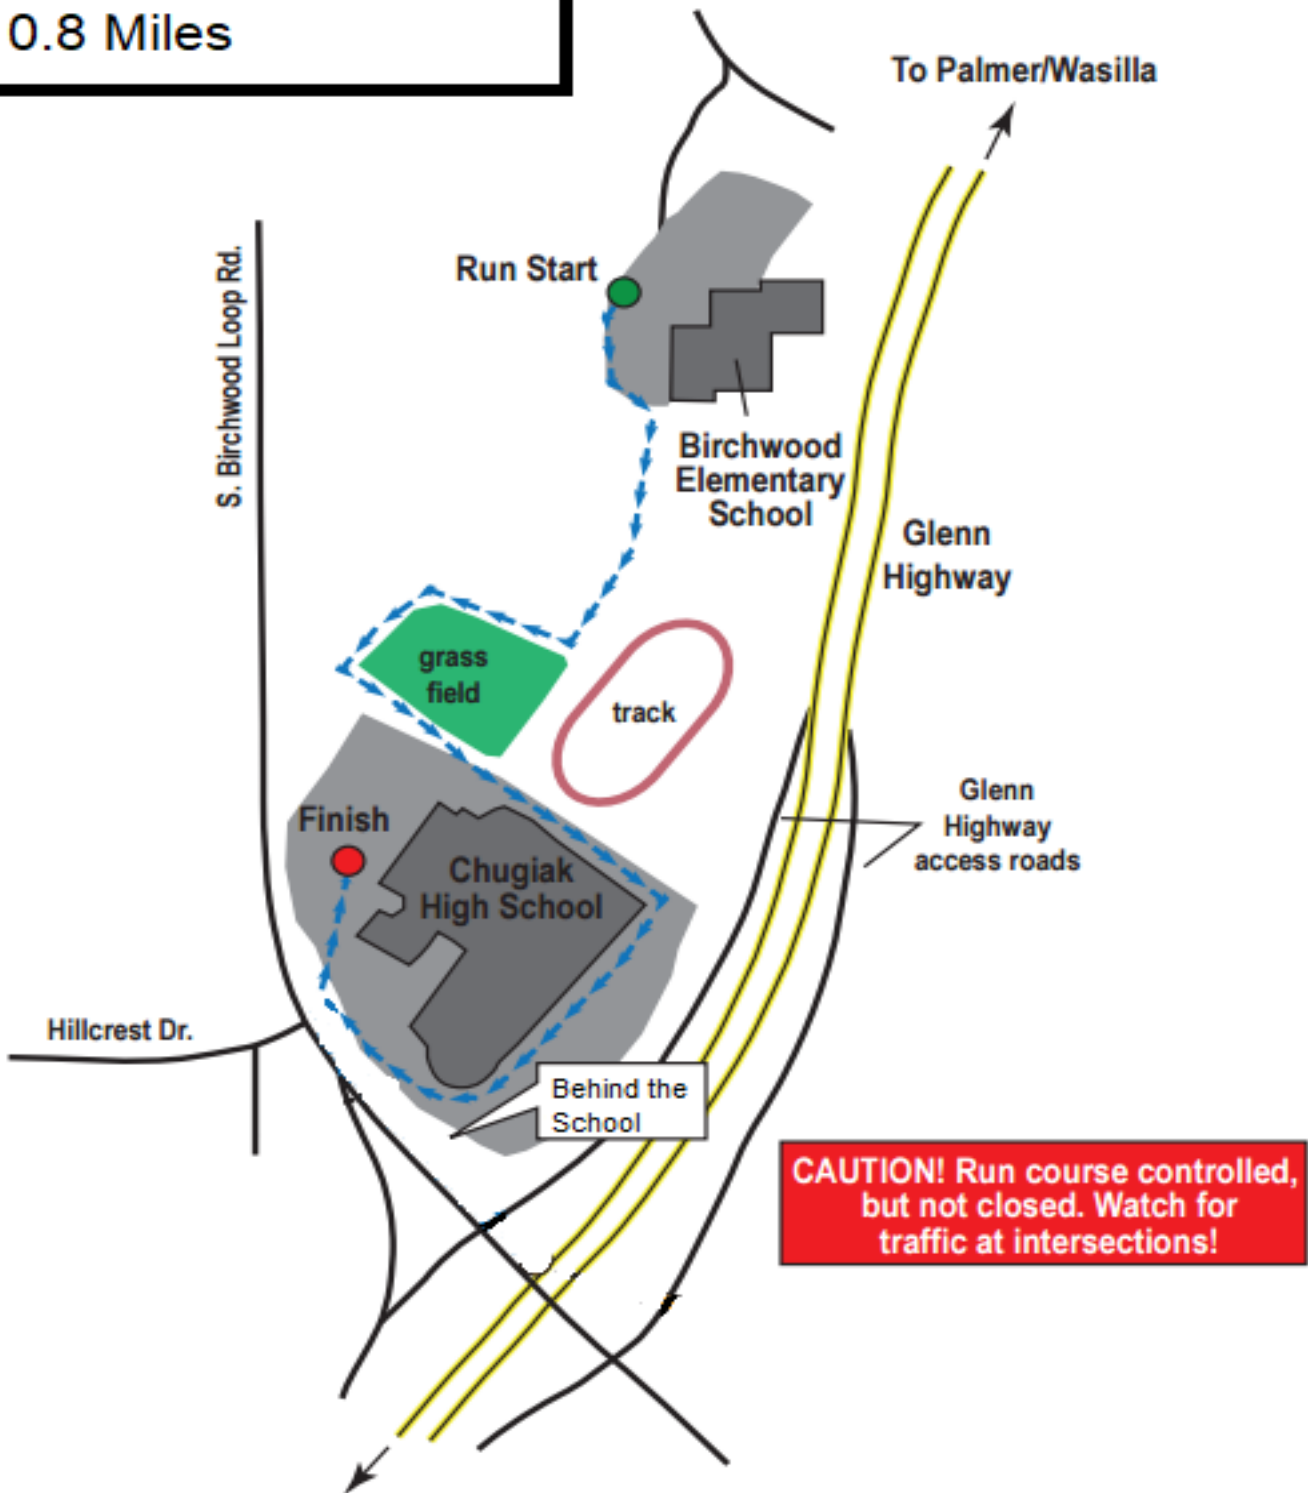 0.8 Miles
To Palmer/Wasilla
Run Start
S. Birchwood Loop Rd.
Birchwood
Elementary
School
Glenn
Highway
grass
field
track
Glenn
Highway
access roads
Finish
Chugiak
High School
Hillcrest Dr.
Behind the
School
CAUTION! Run course controlled,
but not closed. Watch for
traffic at intersections!